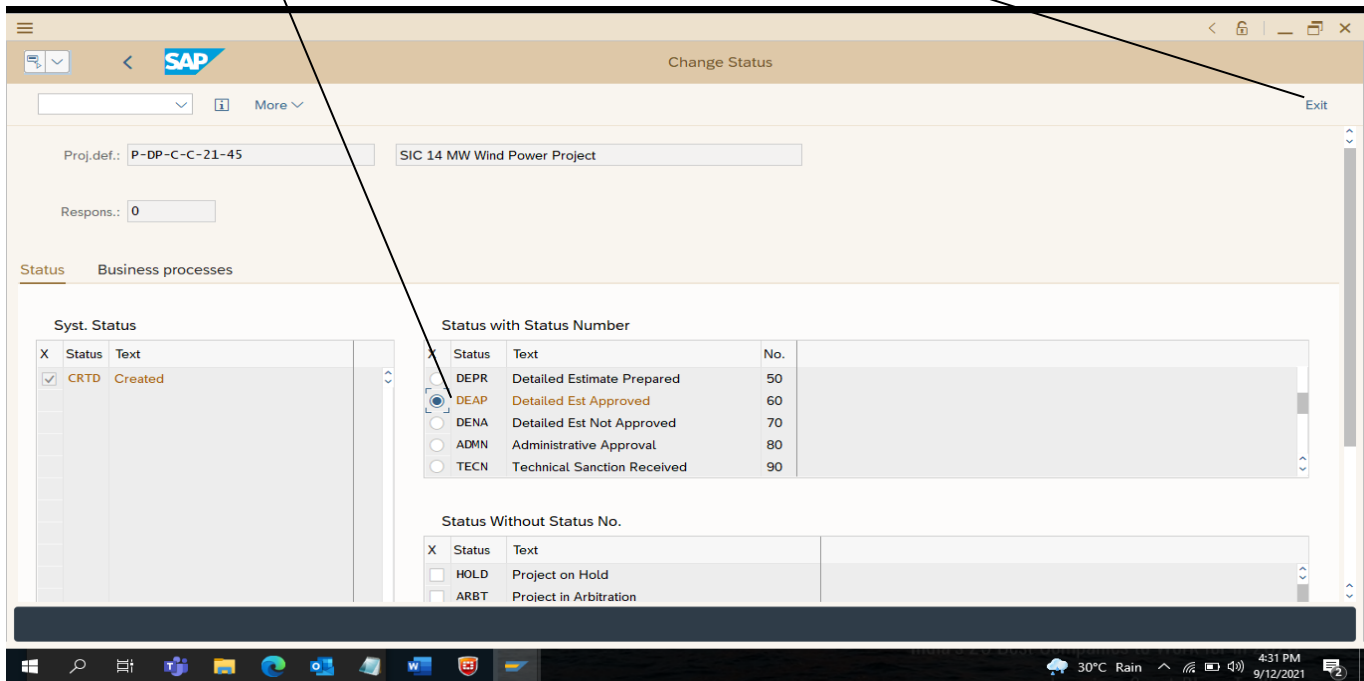 SAP
Change Status
More
Exit
Proj.def.: P-DP-C-C-21-45 SIC 14 MW Wind Power Project
Respons.: 0
Status Business processes
Syst. Status
X Status Text
CRTD Created
Status with Status Number
X Status Text No.
DEPR Detailed Estimate Prepared 50
DEAP Detailed Est Approved 60
DENA Detailed Est Not Approved 70
ADMN Administrative Approval 80
TECN Technical Sanction Received 90
Status Without Status No.
X Status Text
HOLD Project on Hold
ARBT Project in Arbitration
30°C Rain 4:31 PM
9/12/2021 2